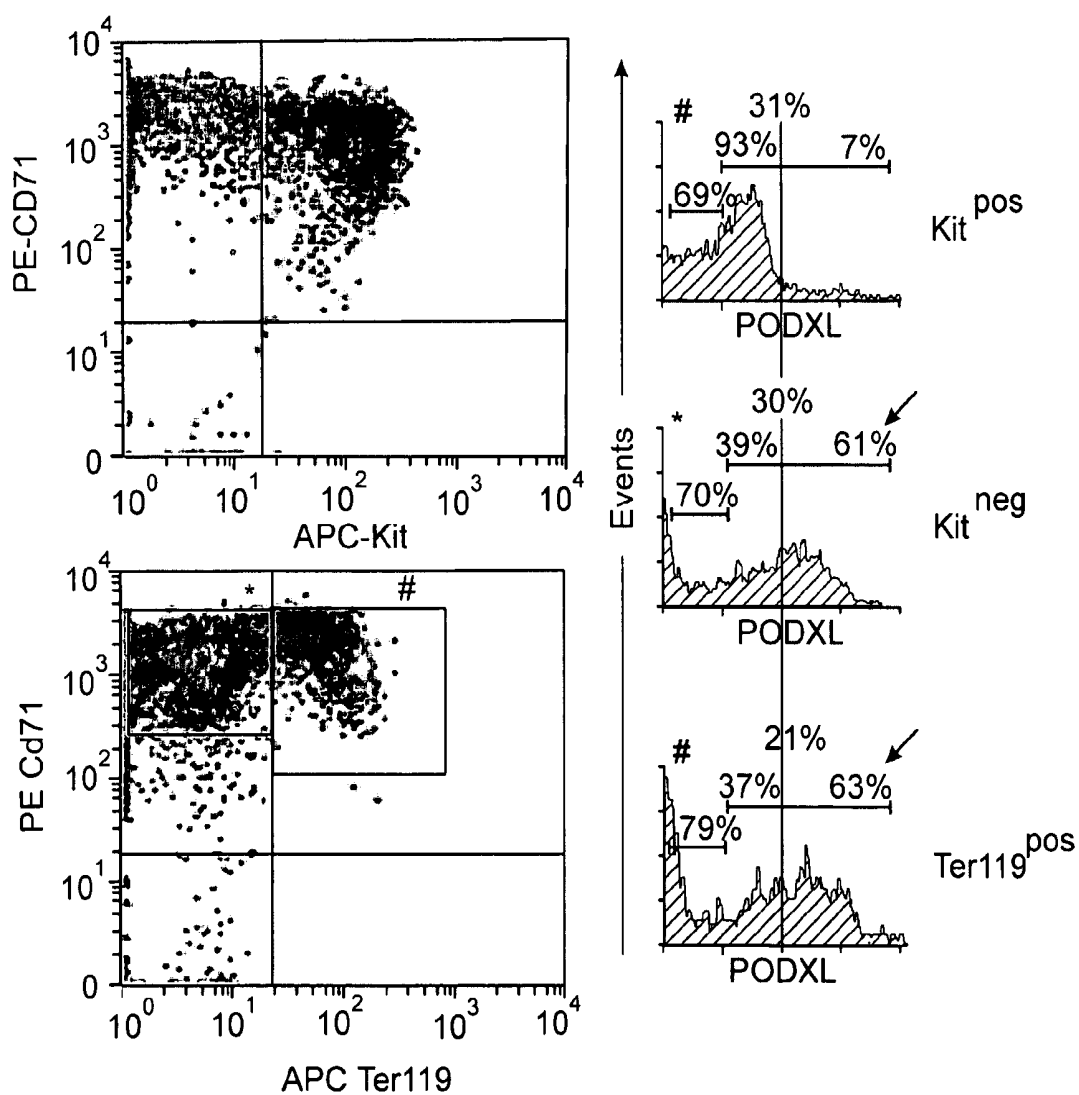 10^4
10^3
10^2
10^1
0
PE-CD71
10^0 10^1 10^2 10^3 10^4
APC-Kit
10^4
10^3
10^2
10^1
0
PE Cd71
* #
10^0 10^1 10^2 10^3 10^4
APC Ter119
Events
# 31%
93% 7%
69%
Kit^pos
PODXL
* 30%
39% 61%
70%
Kit^neg
PODXL
# 21%
37% 63%
79%
Ter119^pos
PODXL